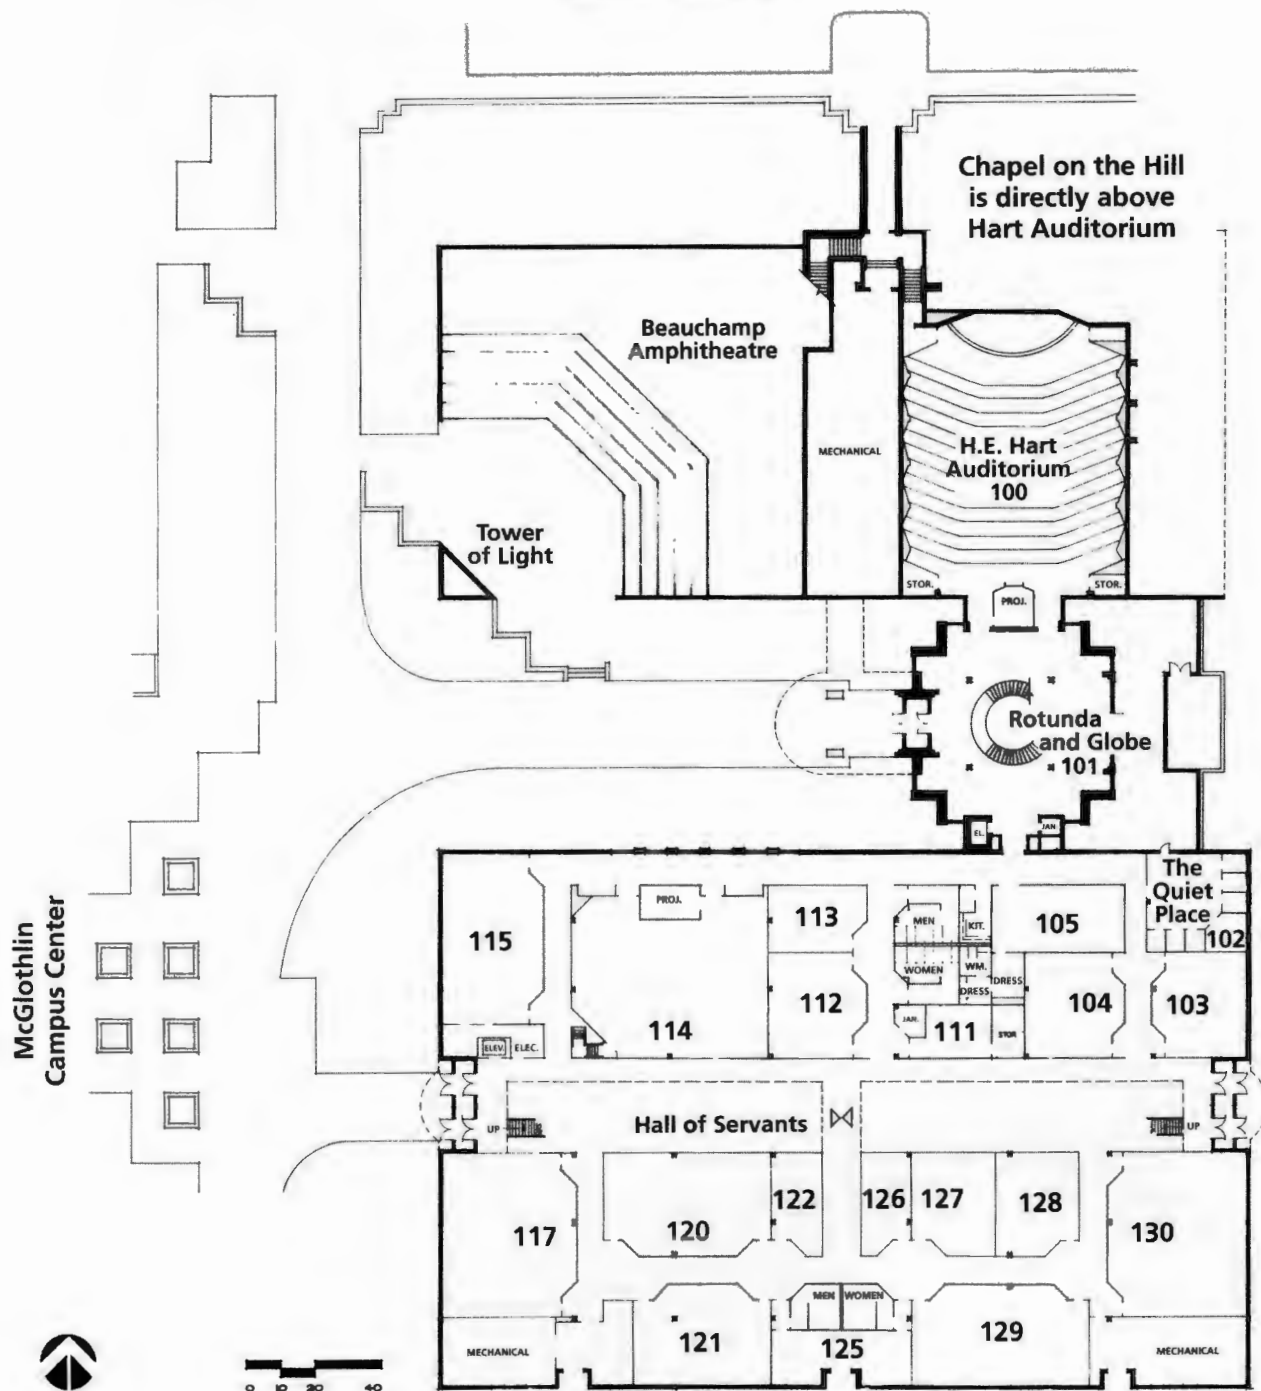 Chapel on the Hill
is directly above
Hart Auditorium
Beauchamp
Amphitheatre
MECHANICAL
H.E. Hart
Auditorium
100
Tower
of Light
STOR.
STOR.
PROJ.
Rotunda
and Globe
101
EL.
JAN
The
Quiet
Place
102
McGlothlin
Campus Center
115
PROJ.
113
MEN
KIT.
105
WOMEN
WM.
DRESS
DRESS
112
104
103
114
JAN.
111
STOR
ELEV.
ELEC.
UP
Hall of Servants
UP
117
120
122
126
127
128
130
MEN
WOMEN
121
125
129
MECHANICAL
MECHANICAL
0 10 20 40